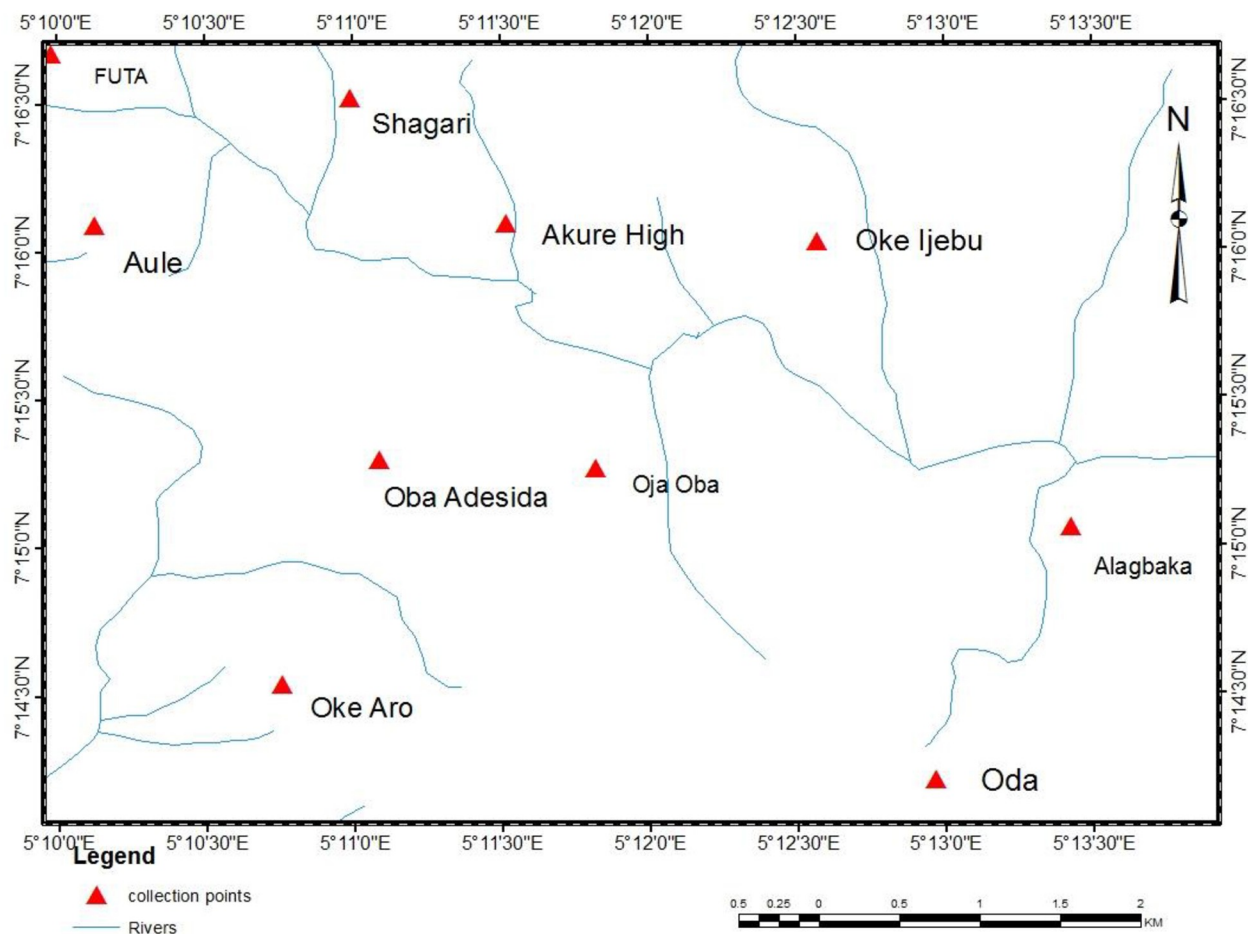 5°10'0"E 5°10'30"E 5°11'0"E 5°11'30"E 5°12'0"E 5°12'30"E 5°13'0"E 5°13'30"E
7°16'30"N
7°16'0"N
7°15'30"N
7°15'0"N
7°14'30"N
FUTA
Shagari
N
Akure High
Oke Ijebu
Aule
Oba Adesida
Oja Oba
Alagbaka
Oke Aro
Oda
7°16'30"N
7°16'0"N
7°15'30"N
7°15'0"N
7°14'30"N
5°10'0"E 5°10'30"E 5°11'0"E 5°11'30"E 5°12'0"E 5°12'30"E 5°13'0"E 5°13'30"E
Legend
collection points
Rivers
0.5 0.25 0 0.5 1 1.5 2
KM